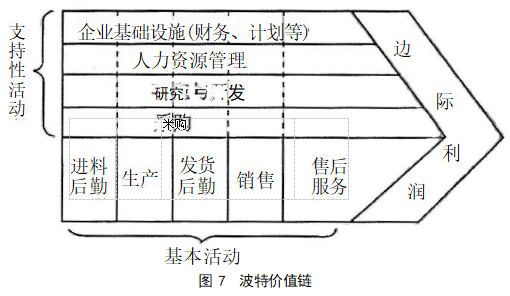 支持性活动
企业基础设施(财务、计划等)
人力资源管理
研究与开发
采购
进料后勤
生产
发货后勤
销售
售后服务
边际利润
基本活动
图 7 波特价值链